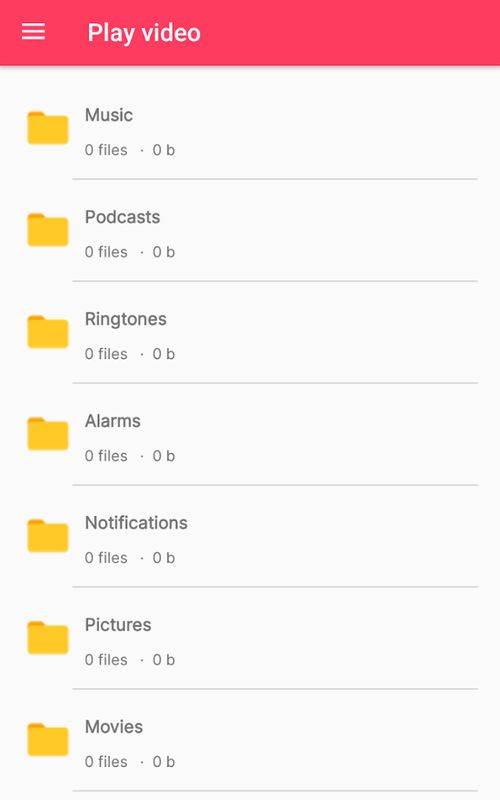 Play video
Music
0 files · 0 b
Podcasts
0 files · 0 b
Ringtones
0 files · 0 b
Alarms
0 files · 0 b
Notifications
0 files · 0 b
Pictures
0 files · 0 b
Movies
0 files · 0 b